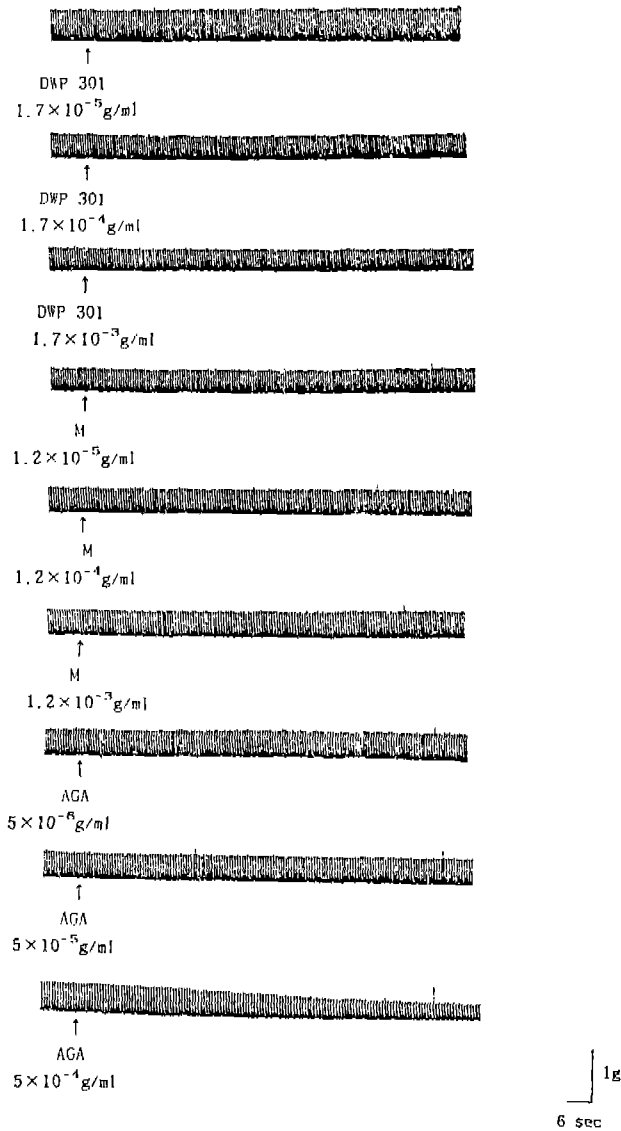 DWP 301
1.7×10⁻⁵g/ml
DWP 301
1.7×10⁻⁴g/ml
DWP 301
1.7×10⁻³g/ml
M
1.2×10⁻⁵g/ml
M
1.2×10⁻⁴g/ml
M
1.2×10⁻³g/ml
AGA
5×10⁻⁶g/ml
AGA
5×10⁻⁵g/ml
AGA
5×10⁻⁴g/ml
1g
6 sec